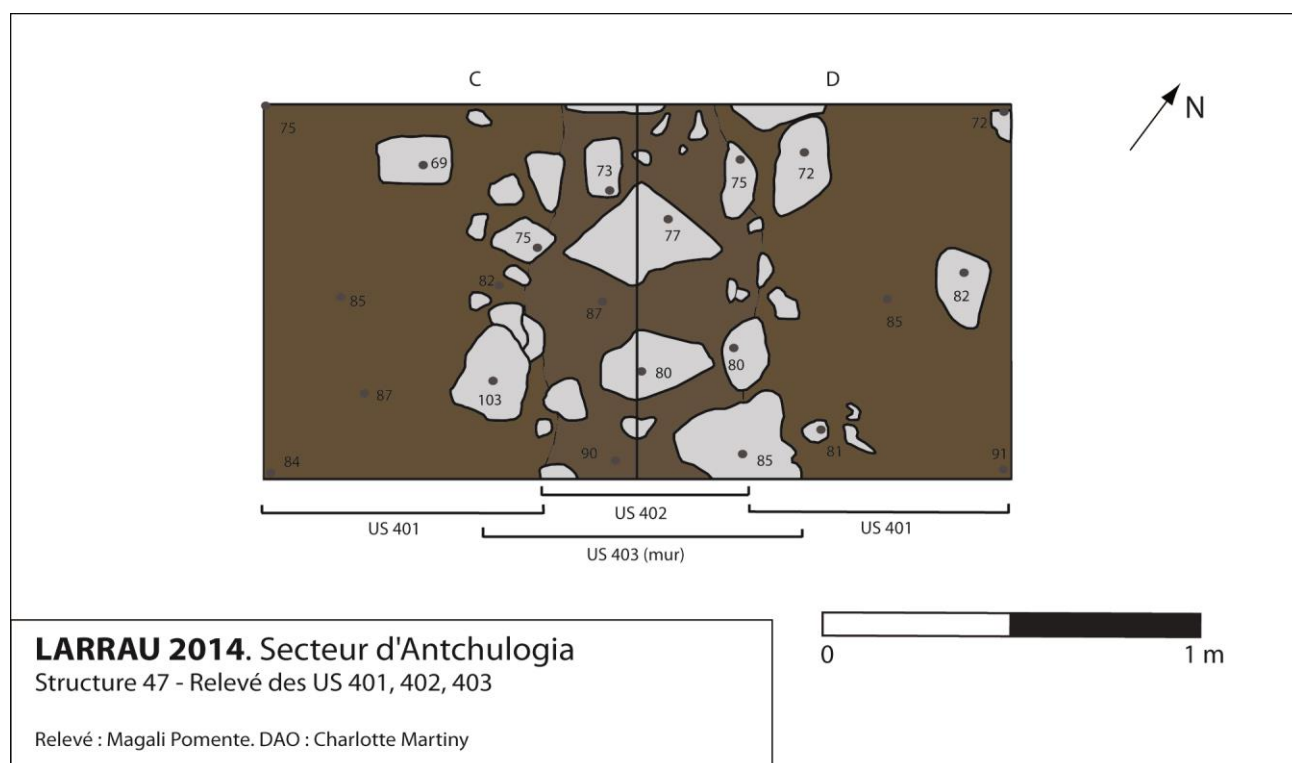 C D
N
75
72
69
73
75
72
75
77
82
85
87
85
82
80
80
87
103
84
90
85
81
91
US 401
US 402
US 401
US 403 (mur)
LARRAU 2014. Secteur d'Antchulogia
Structure 47 - Relevé des US 401, 402, 403
Relevé : Magali Pomente. DAO : Charlotte Martiny
0 1 m